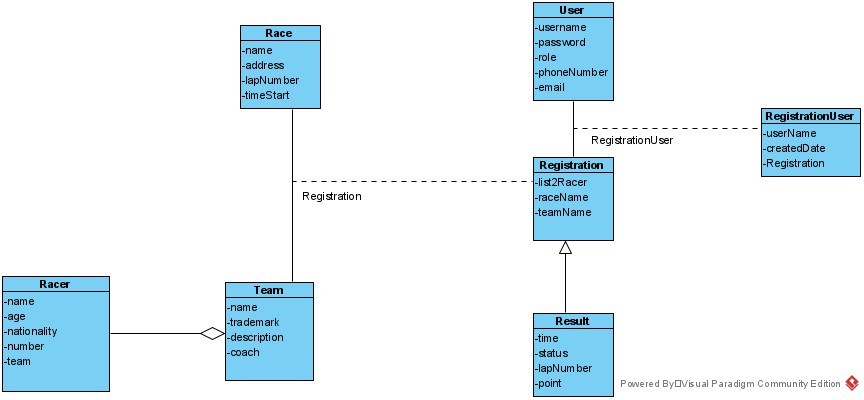 Race
-name
-address
-lapNumber
-timeStart
User
-username
-password
-role
-phoneNumber
-email
RegistrationUser
-userName
-createdDate
-Registration
RegistrationUser
Registration
-list2Racer
-raceName
-teamName
Registration
Racer
-name
-age
-nationality
-number
-team
Team
-name
-trademark
-description
-coach
Result
-time
-status
-lapNumber
-point
Powered By□Visual Paradigm Community Edition